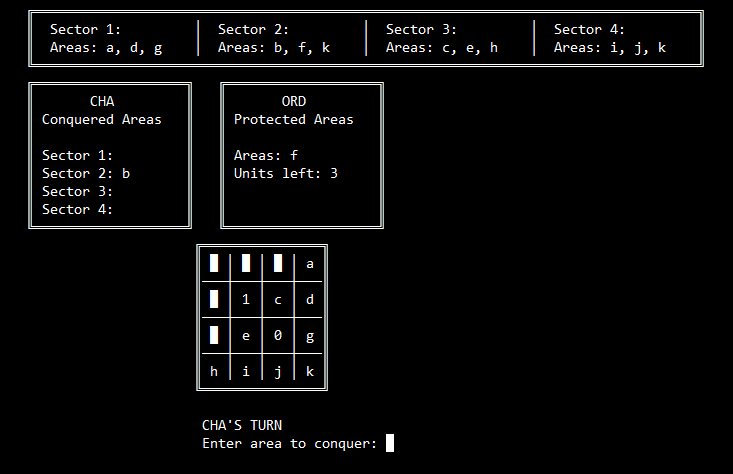 Sector 1: Sector 2: Sector 3: Sector 4:
Areas: a, d, g Areas: b, f, k Areas: c, e, h Areas: i, j, k
CHA ORD
Conquered Areas Protected Areas
Sector 1: Areas: f
Sector 2: b Units left: 3
Sector 3:
Sector 4:
a
1 c d
e 0 g
h i j k
CHA'S TURN
Enter area to conquer: